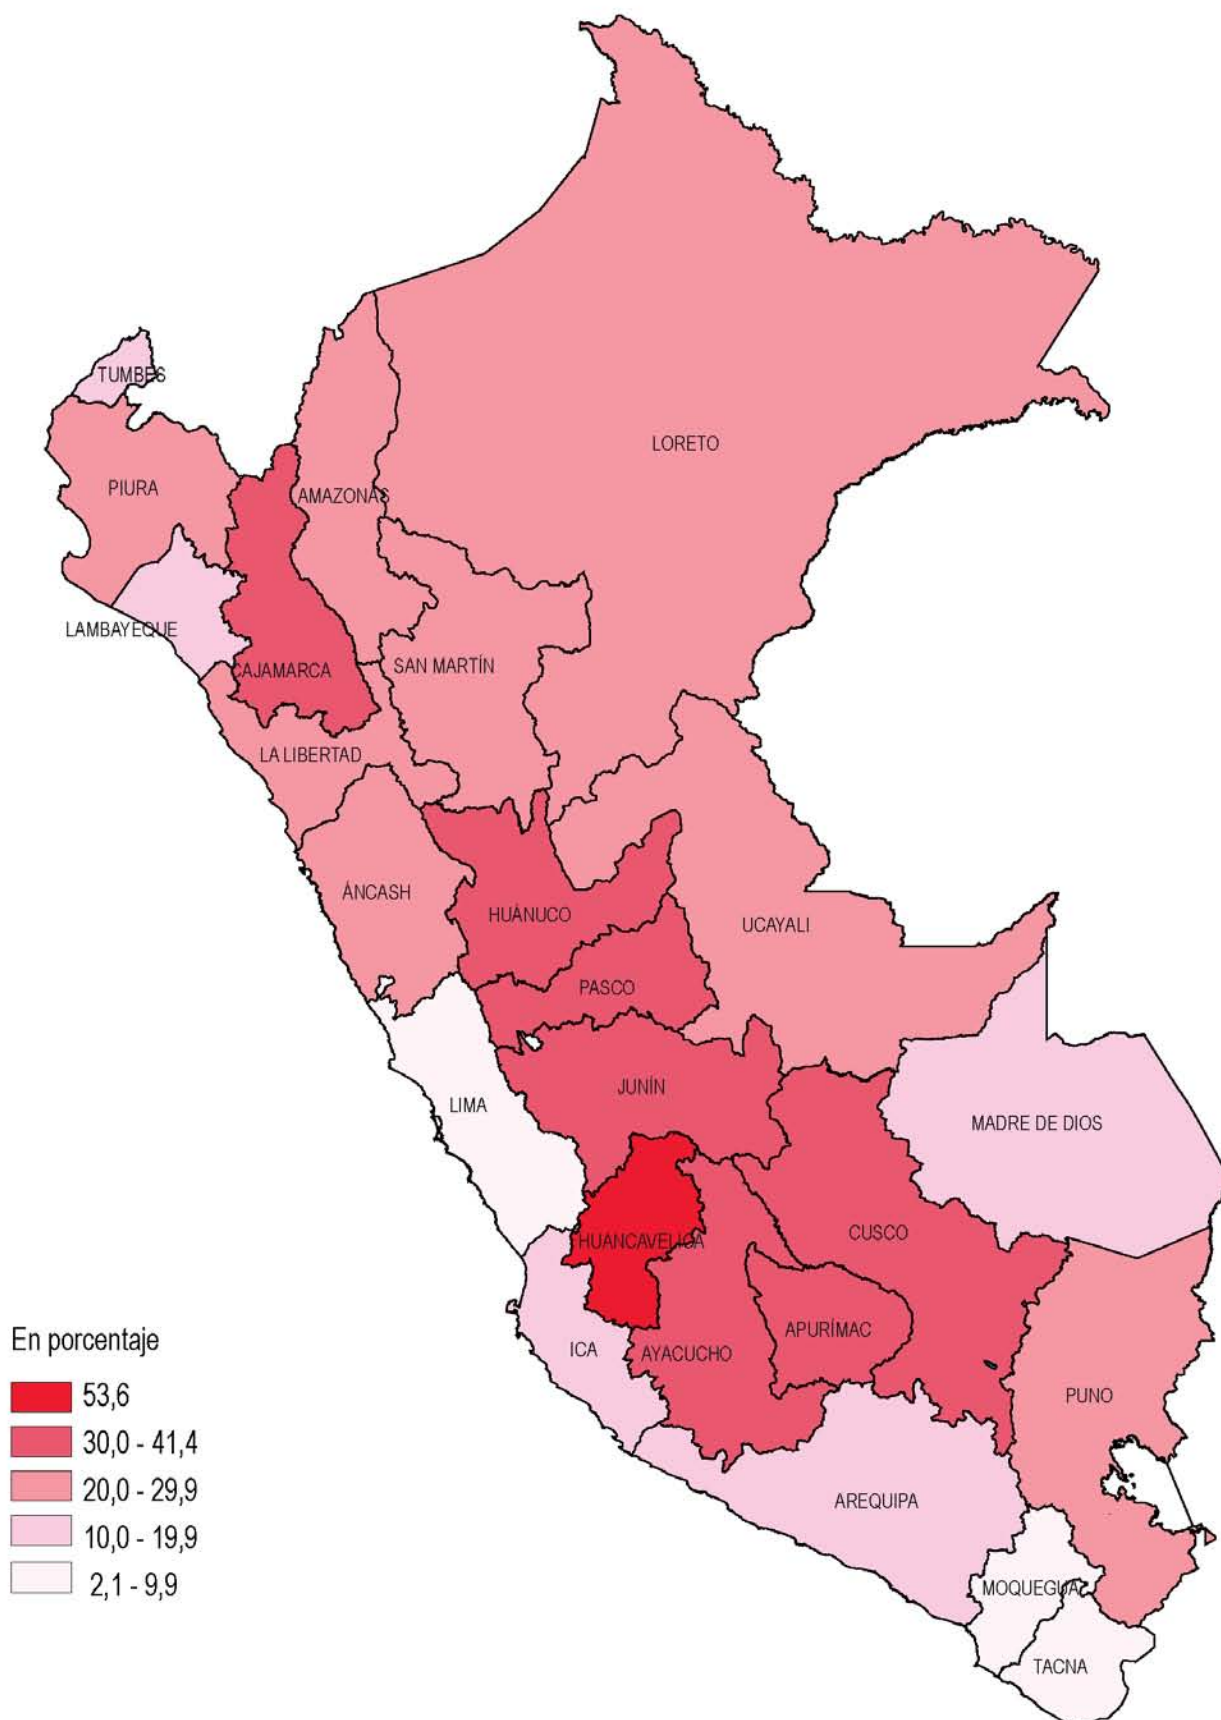 TUMBES
LORETO
PIURA
AMAZONAS
LAMBAYEQUE
SAN MARTÍN
CAJAMARCA
LA LIBERTAD
ÁNCASH
HUÁNUCO
UCAYALI
PASCO
JUNÍN
LIMA
MADRE DE DIOS
CUSCO
HUANCAVELICA
APURÍMAC
ICA
AYACUCHO
PUNO
AREQUIPA
MOQUEGUA
TACNA
En porcentaje
53,6
30,0 - 41,4
20,0 - 29,9
10,0 - 19,9
2,1 - 9,9